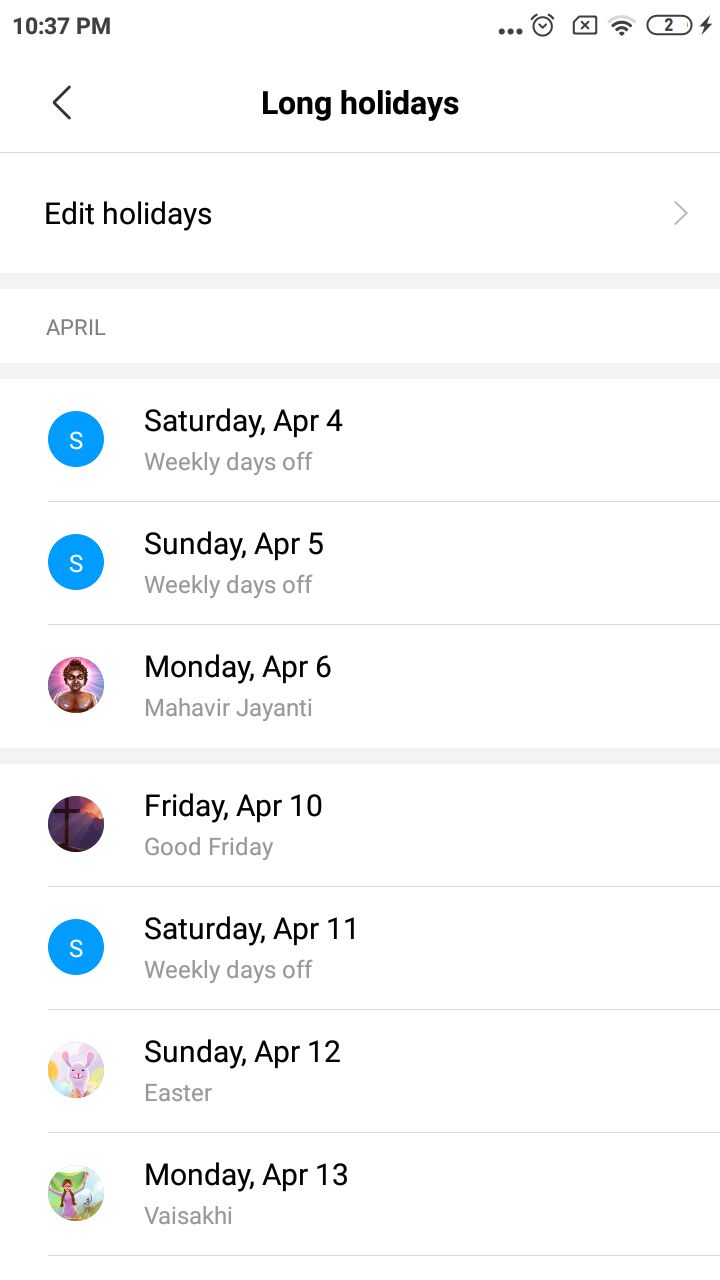 10:37 PM
2
Long holidays
Edit holidays
APRIL
S
Saturday, Apr 4
Weekly days off
S
Sunday, Apr 5
Weekly days off
Monday, Apr 6
Mahavir Jayanti
Friday, Apr 10
Good Friday
S
Saturday, Apr 11
Weekly days off
Sunday, Apr 12
Easter
Monday, Apr 13
Vaisakhi